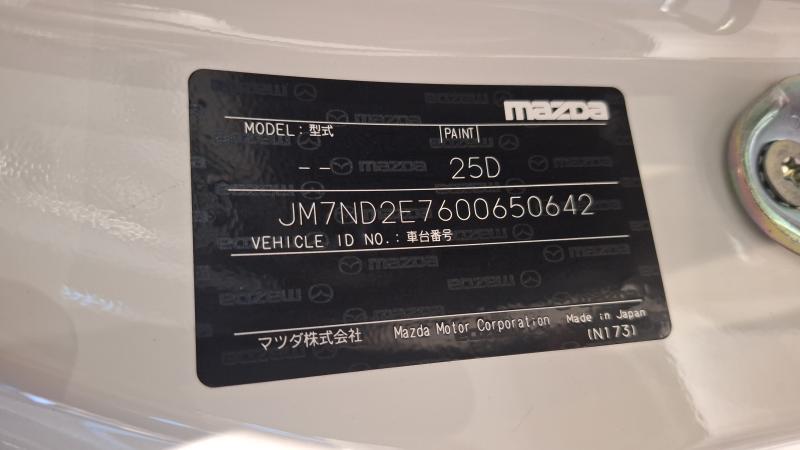 mazda
MODEL: 型式 PAINT
-- 25D
JM7ND2E7600650642
VEHICLE ID NO.: 車台番号
マツダ株式会社 Mazda Motor Corporation Made in Japan
(N173)